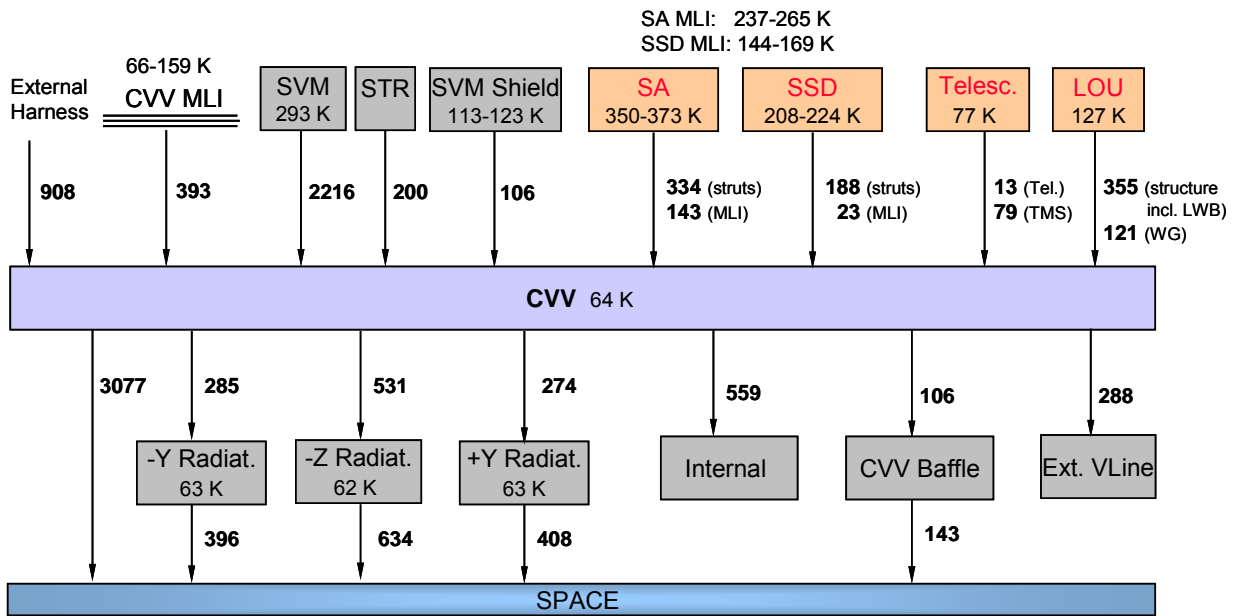 SA MLI: 237-265 K
SSD MLI: 144-169 K
External
Harness
66-159 K
CVV MLI
SVM
293 K
STR
SVM Shield
113-123 K
SA
350-373 K
SSD
208-224 K
Telesc.
77 K
LOU
127 K
908
393
2216
200
106
334 (struts)
143 (MLI)
188 (struts)
23 (MLI)
13 (Tel.)
79 (TMS)
355 (structure
incl. LWB)
121 (WG)
CVV 64 K
3077
285
531
274
559
106
288
-Y Radiat.
63 K
-Z Radiat.
62 K
+Y Radiat.
63 K
Internal
CVV Baffle
Ext. VLine
396
634
408
143
SPACE